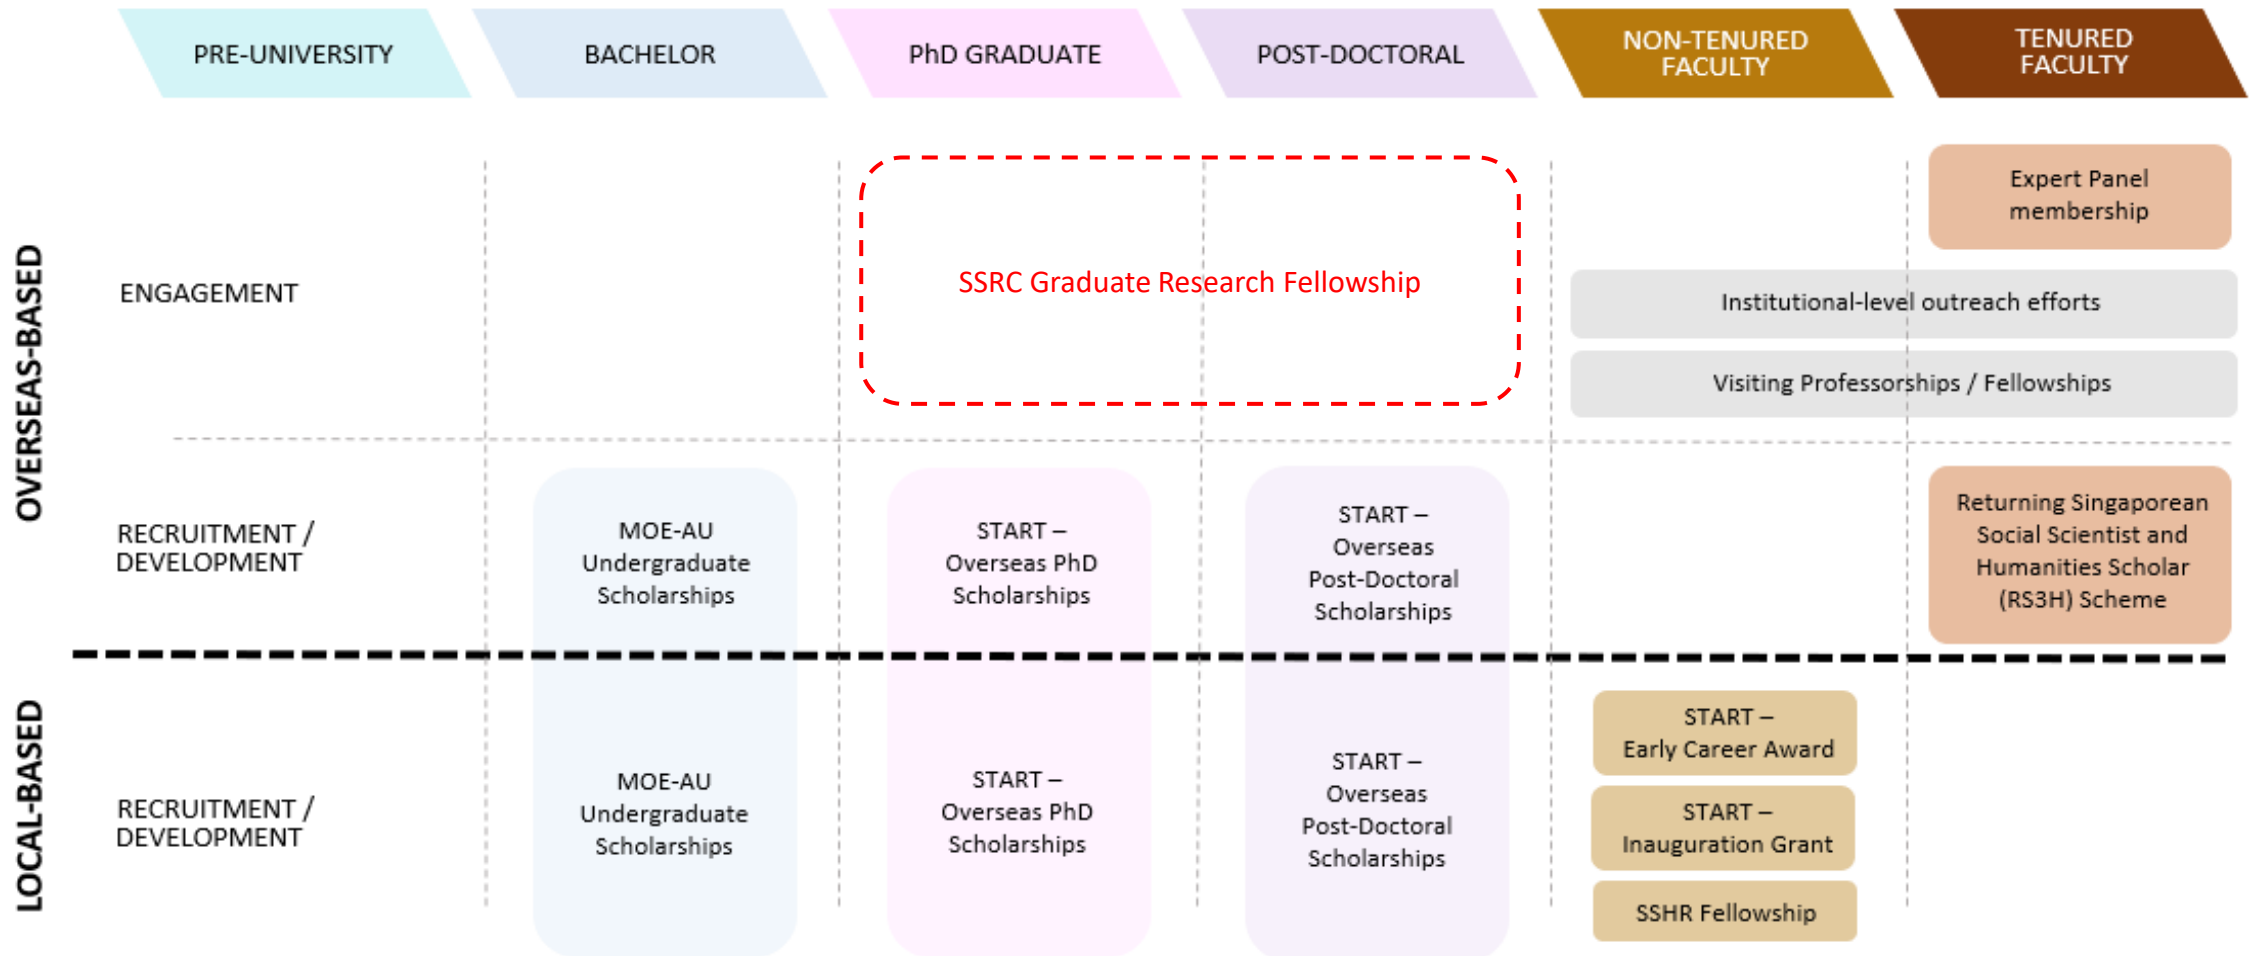 PRE-UNIVERSITY
BACHELOR
PhD GRADUATE
POST-DOCTORAL
NON-TENURED
FACULTY
TENURED
FACULTY
OVERSEAS-BASED
ENGAGEMENT
SSRC Graduate Research Fellowship
Expert Panel
membership
Institutional-level outreach efforts
Visiting Professorships / Fellowships
RECRUITMENT /
DEVELOPMENT
MOE-AU
Undergraduate
Scholarships
START –
Overseas PhD
Scholarships
START –
Overseas
Post-Doctoral
Scholarships
Returning Singaporean
Social Scientist and
Humanities Scholar
(RS3H) Scheme
LOCAL-BASED
RECRUITMENT /
DEVELOPMENT
MOE-AU
Undergraduate
Scholarships
START –
Overseas PhD
Scholarships
START –
Overseas
Post-Doctoral
Scholarships
START –
Early Career Award
START –
Inauguration Grant
SSHR Fellowship